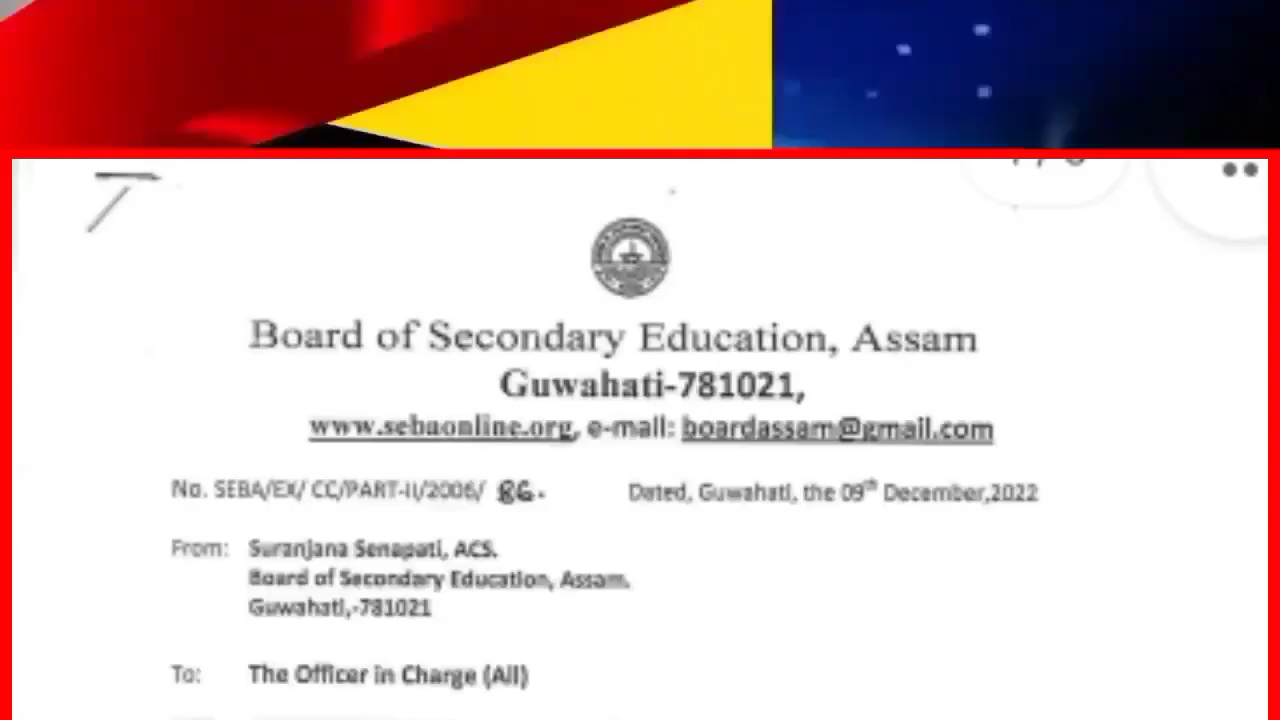 Board of Secondary Education, Assam
Guwahati-781021,
www.sebaonline.org, e-mail: boardassam@gmail.com
No. SEBA/EX/ CC/PART-II/2006/ 86. Dated, Guwahati, the 09th December,2022
From: Suranjana Senapati, ACS.
Board of Secondary Education, Assam.
Guwahati,-781021
To: The Officer in Charge (All)